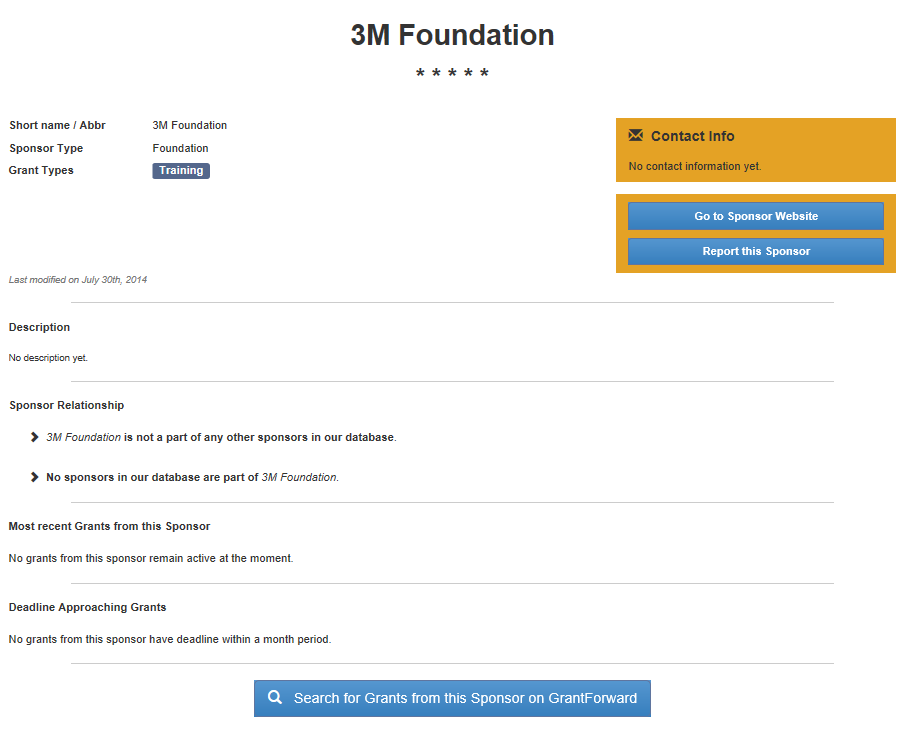 3M Foundation
* * * * *
Short name / Abbr 3M Foundation
Sponsor Type Foundation
Grant Types Training
Contact Info
No contact information yet.
Go to Sponsor Website
Report this Sponsor
Last modified on July 30th, 2014
Description
No description yet.
Sponsor Relationship
3M Foundation is not a part of any other sponsors in our database.
No sponsors in our database are part of 3M Foundation.
Most recent Grants from this Sponsor
No grants from this sponsor remain active at the moment.
Deadline Approaching Grants
No grants from this sponsor have deadline within a month period.
Search for Grants from this Sponsor on GrantForward